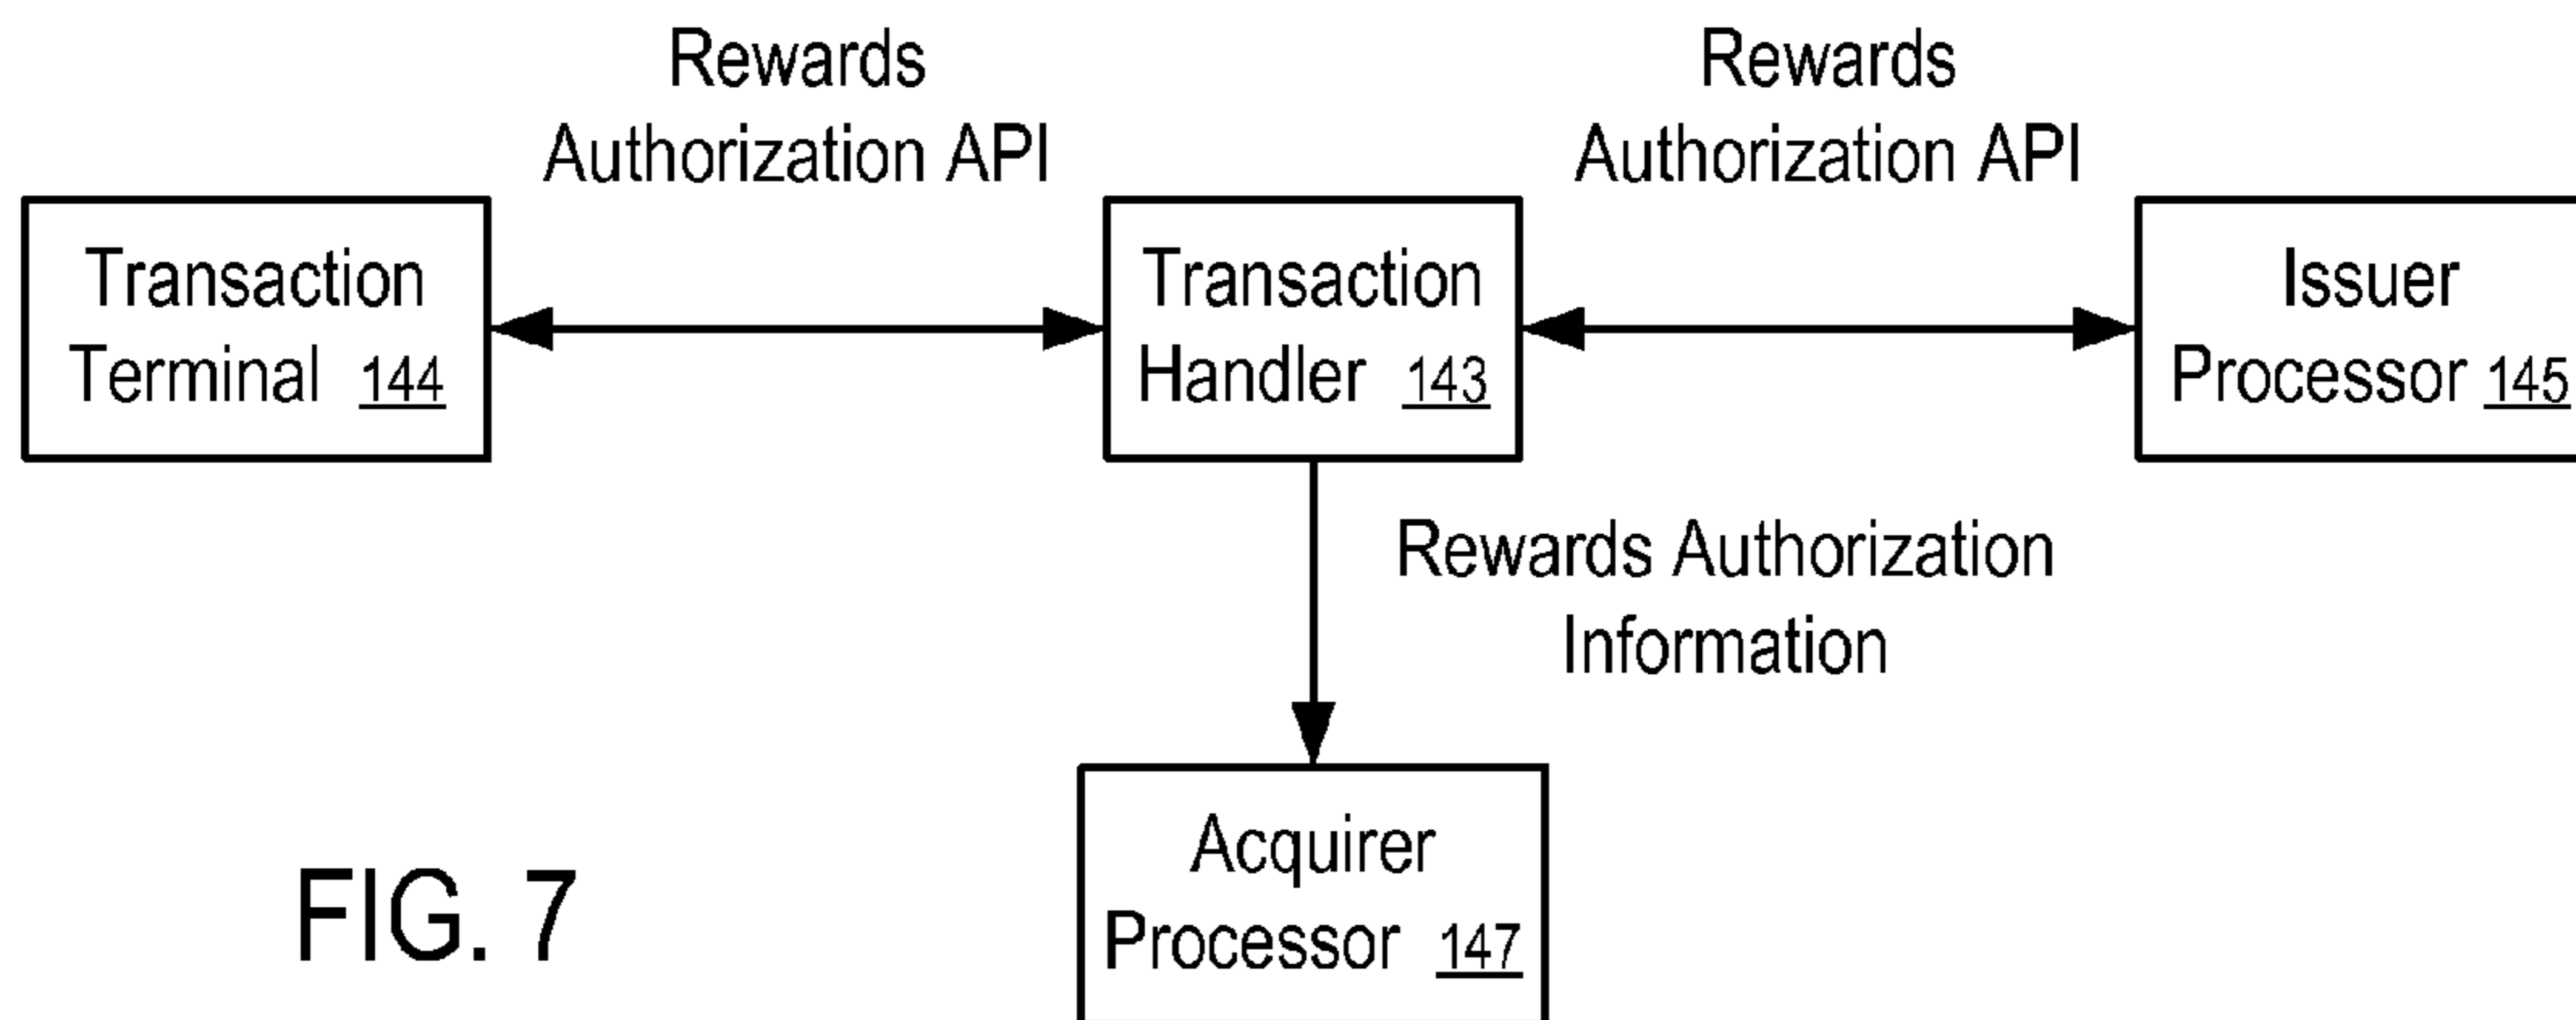 Rewards
Authorization API
Rewards
Authorization API
Transaction
Terminal 144
Transaction
Handler 143
Issuer
Processor 145
Rewards Authorization
Information
Acquirer
Processor 147
FIG. 7